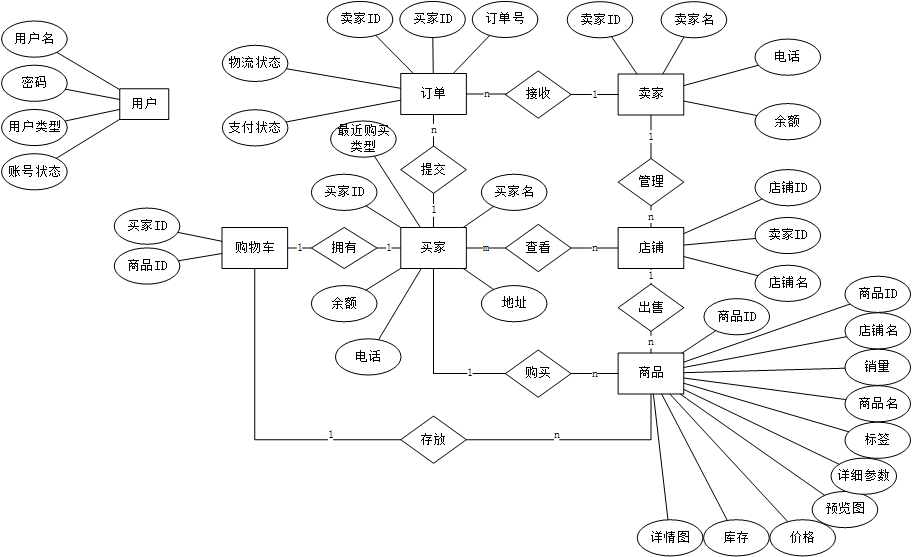 卖家ID
买家ID
订单号
卖家ID
卖家名
用户名
物流状态
电话
密码
订单
n
接收
1
卖家
用户
用户类型
支付状态
余额
最近购买
类型
n
1
账号状态
提交
管理
买家ID
买家名
店铺ID
1
n
买家ID
购物车
1
拥有
1
买家
m
查看
n
店铺
卖家ID
商品ID
1
店铺名
余额
地址
出售
商品ID
商品ID
店铺名
n
电话
1
购买
n
商品
销量
商品名
1
存放
n
标签
详细参数
预览图
详情图
库存
价格